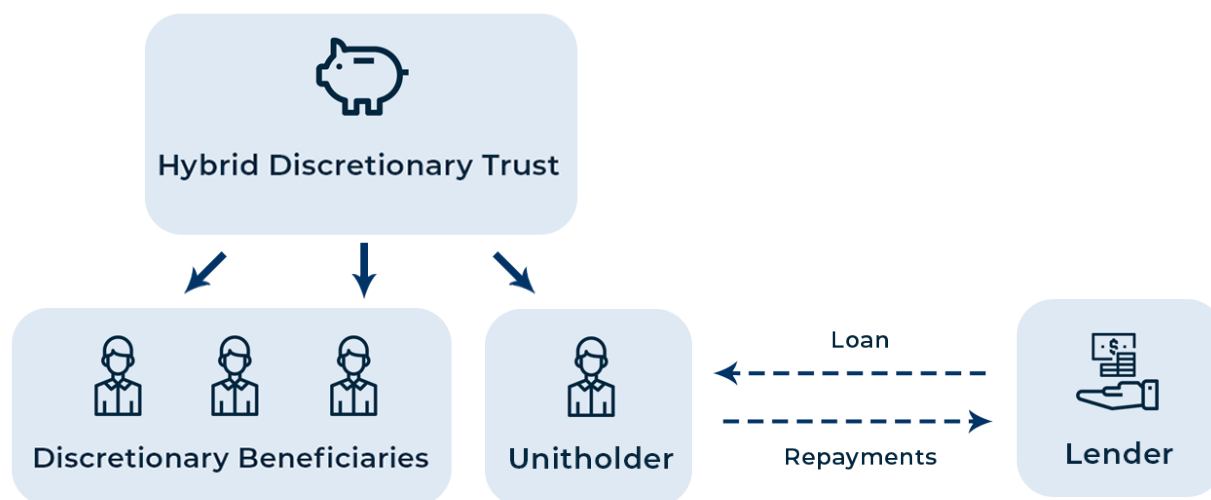 Hybrid Discretionary Trust
Discretionary Beneficiaries
Unitholder
Loan
Repayments
Lender